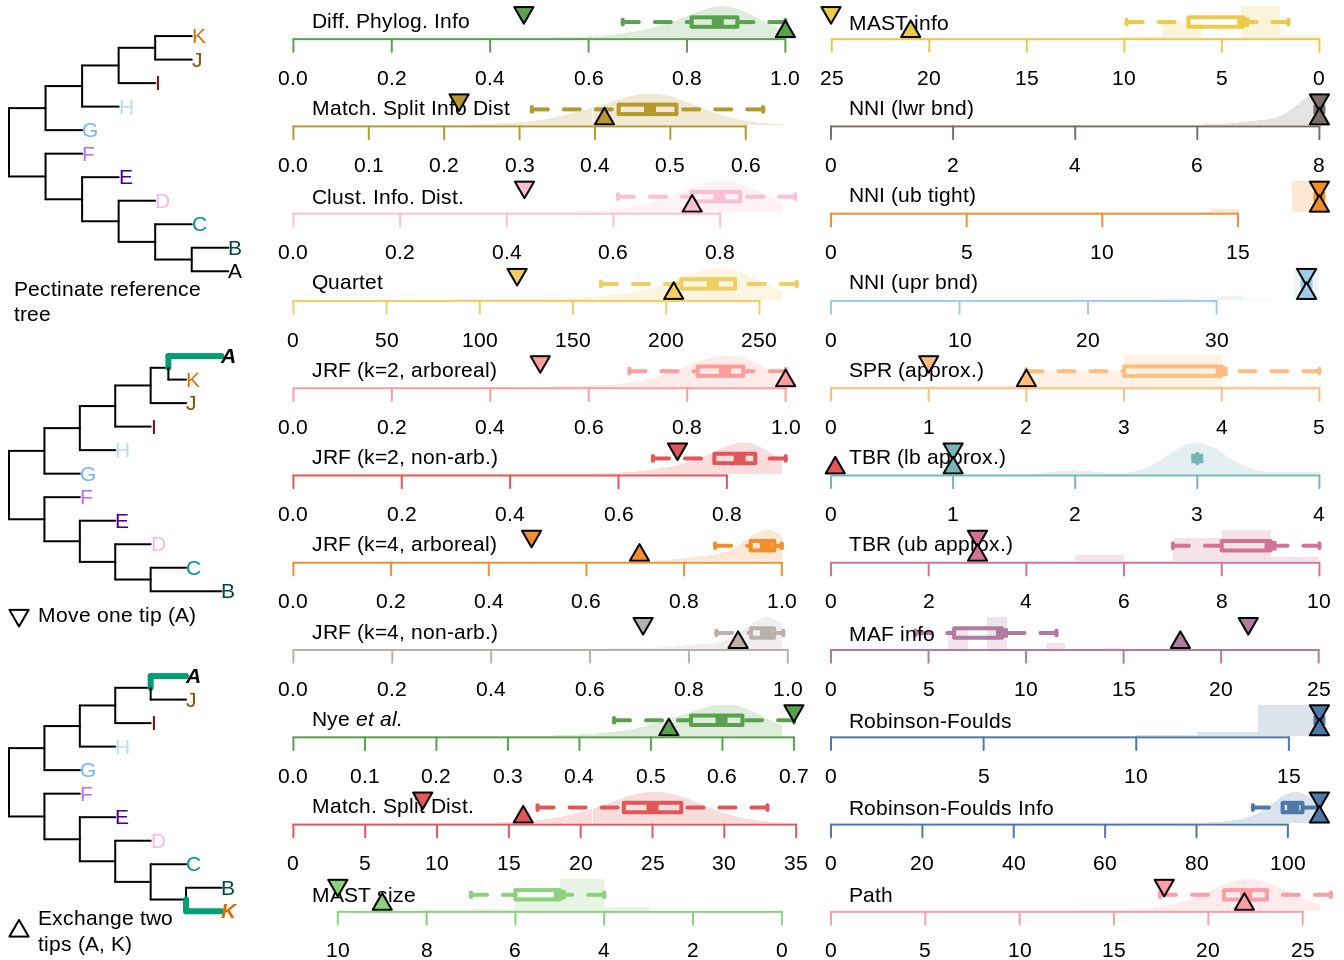 K
J
I
H
G
F
E
D
C
B
A
Pectinate reference
tree
A
K
J
I
H
G
F
E
D
C
B
Move one tip (A)
A
J
I
H
G
F
E
D
C
B
K
Exchange two
tips (A, K)
Diff. Phylog. Info
0.0 0.2 0.4 0.6 0.8 1.0
Match. Split Info Dist
0.0 0.1 0.2 0.3 0.4 0.5 0.6
Clust. Info. Dist.
0.0 0.2 0.4 0.6 0.8
Quartet
0 50 100 150 200 250
JRF (k=2, arboreal)
0.0 0.2 0.4 0.6 0.8 1.0
JRF (k=2, non-arb.)
0.0 0.2 0.4 0.6 0.8
JRF (k=4, arboreal)
0.0 0.2 0.4 0.6 0.8 1.0
JRF (k=4, non-arb.)
0.0 0.2 0.4 0.6 0.8 1.0
Nye et al.
0.0 0.1 0.2 0.3 0.4 0.5 0.6 0.7
Match. Split Dist.
0 5 10 15 20 25 30 35
MAST size
10 8 6 4 2 0
MAST info
25 20 15 10 5 0
NNI (lwr bnd)
0 2 4 6 8
NNI (ub tight)
0 5 10 15
NNI (upr bnd)
0 10 20 30
SPR (approx.)
0 1 2 3 4 5
TBR (lb approx.)
0 1 2 3 4
TBR (ub approx.)
0 2 4 6 8 10
MAF info
0 5 10 15 20 25
Robinson-Foulds
0 5 10 15
Robinson-Foulds Info
0 20 40 60 80 100
Path
0 5 10 15 20 25